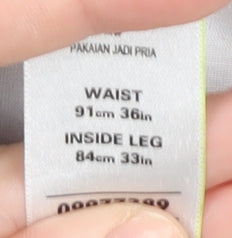 PAKAIAN JADI PRIA
WAIST
91cm 36in
INSIDE LEG
84cm 33in